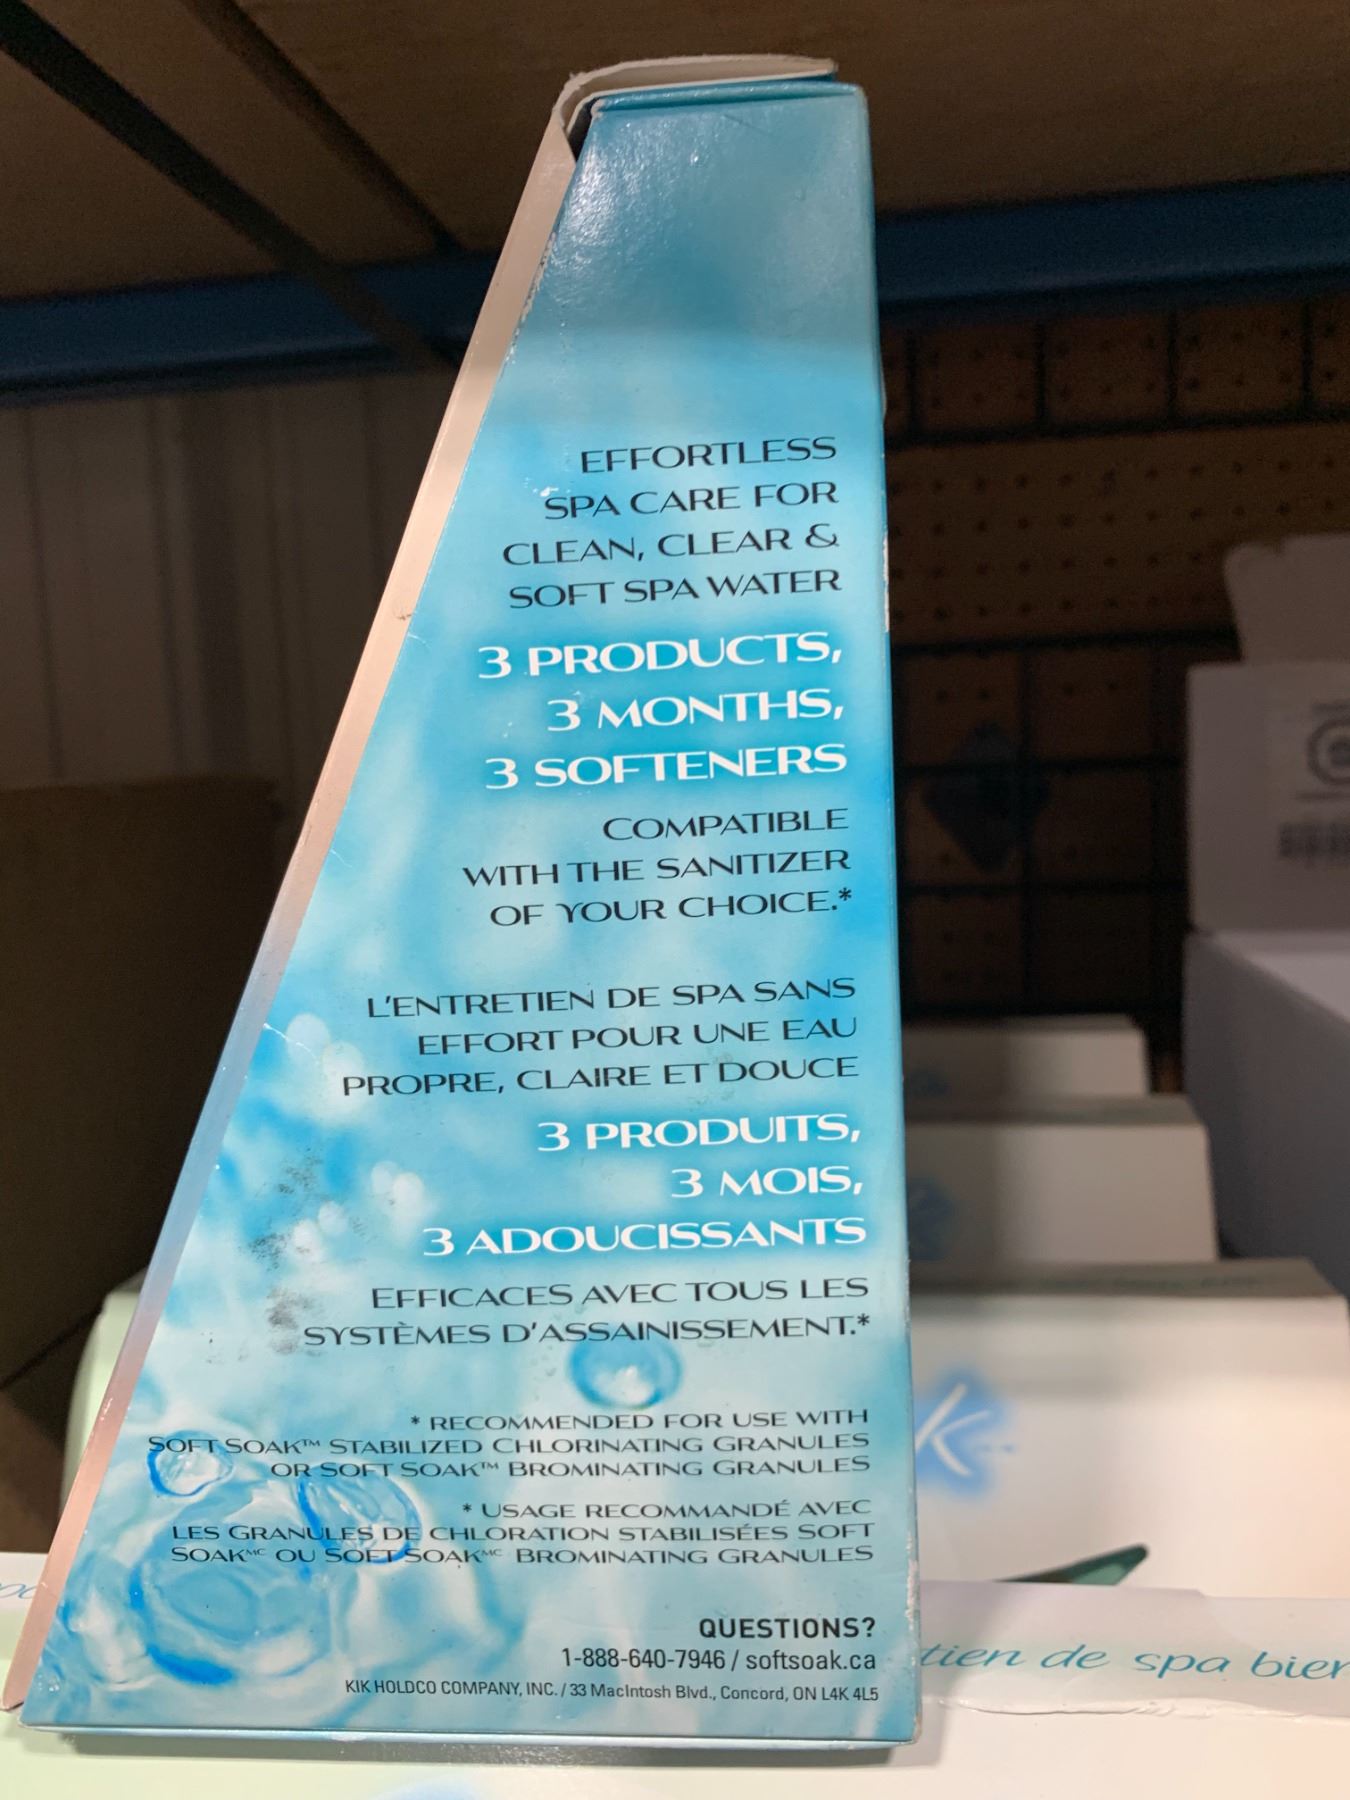 EFFORTLESS
SPA CARE FOR
CLEAN, CLEAR &
SOFT SPA WATER
3 PRODUCTS,
3 MONTHS,
3 SOFTENERS
COMPATIBLE
WITH THE SANITIZER
OF YOUR CHOICE.*
L'ENTRETIEN DE SPA SANS
EFFORT POUR UNE EAU
PROPRE, CLAIRE ET DOUCE
3 PRODUITS,
3 MOIS,
3 ADOUCISSANTS
EFFICACES AVEC TOUS LES
SYSTÈMES D'ASSAINISSEMENT.*
* RECOMMENDED FOR USE WITH
SOFT SOAK™ STABILIZED CHLORINATING GRANULES
OR SOFT SOAK™ BROMINATING GRANULES
* USAGE RECOMMANDÉ AVEC
LES GRANULES DE CHLORATION STABILISÉES SOFT
SOAKᴹᶜ OU SOFT SOAKᴹᶜ BROMINATING GRANULES
QUESTIONS?
1-888-640-7946 / softsoak.ca
KIK HOLDCO COMPANY, INC. / 33 MacIntosh Blvd., Concord, ON L4K 4L5
k
tien de spa bien